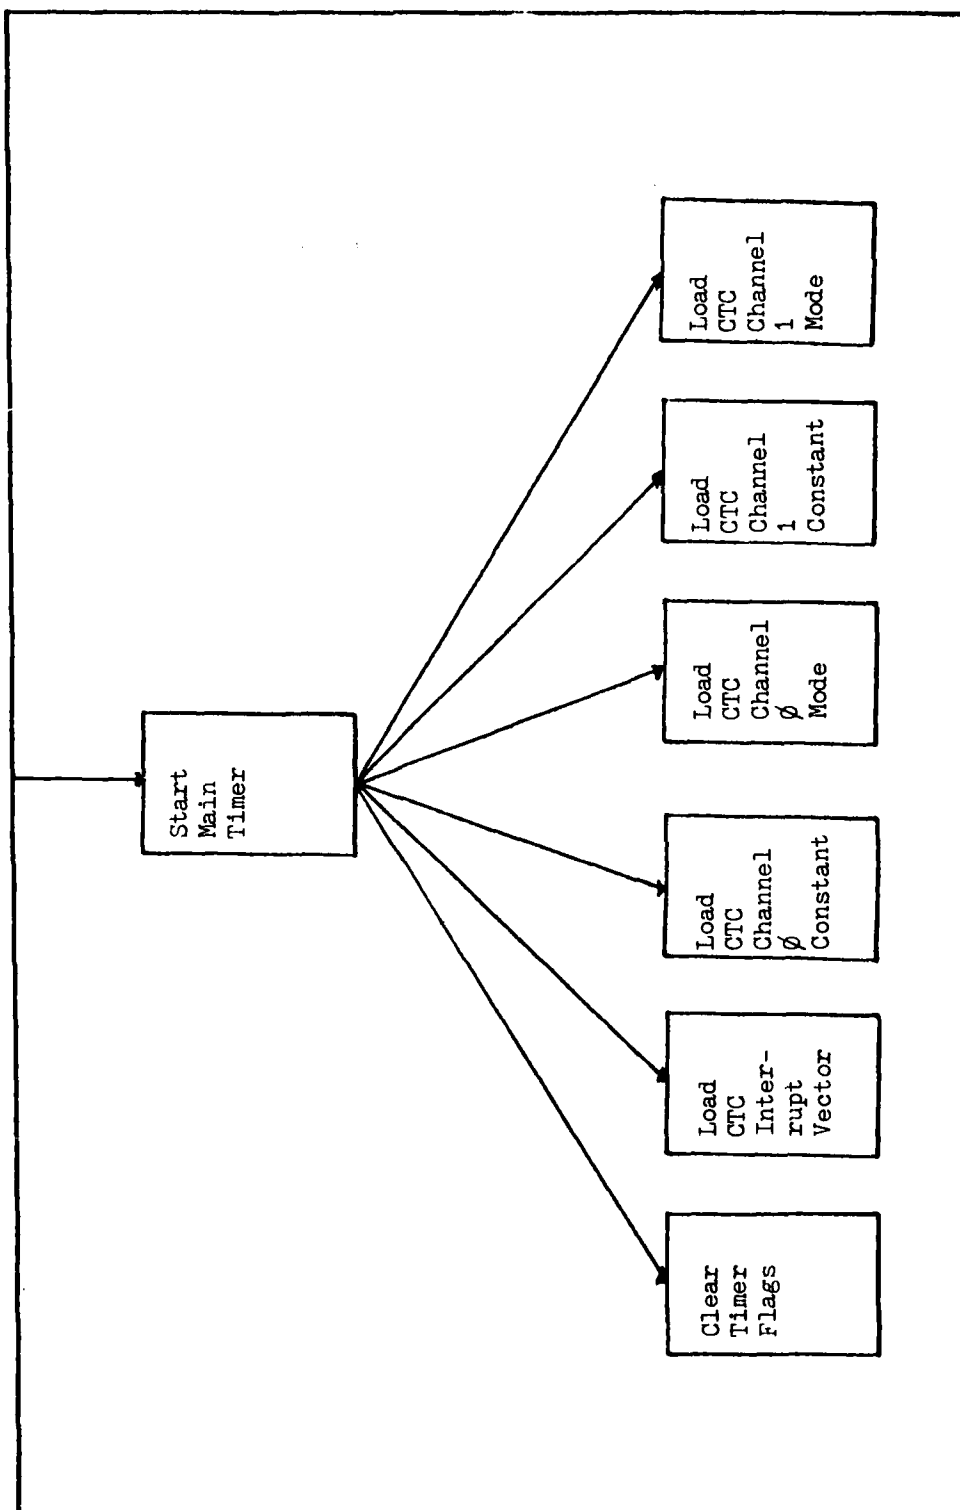 Start
Main
Timer
Clear
Timer
Flags
Load
CTC
Inter-
rupt
Vector
Load
CTC
Channel
Ø
Constant
Load
CTC
Channel
Ø
Mode
Load
CTC
Channel
1
Constant
Load
CTC
Channel
1
Mode